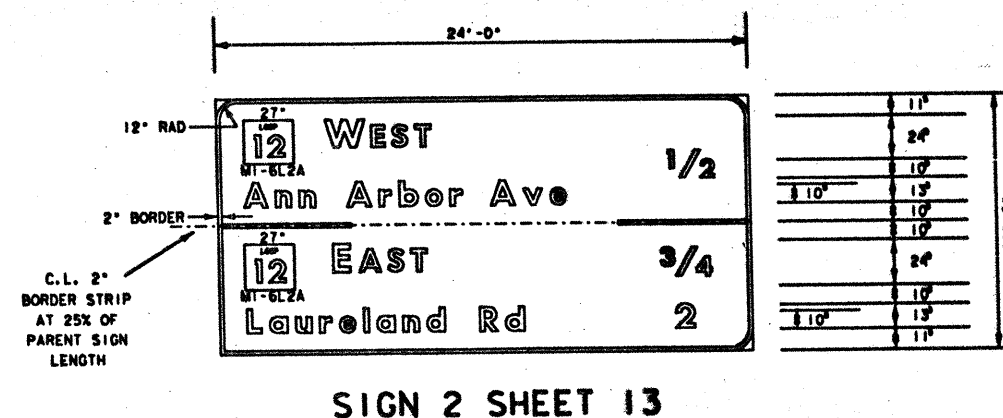 24'-0"
12" RAD
27"
LOOP
12
M1-6L2A
WEST
1/2
Ann Arbor Ave
2" BORDER
C.L. 2"
BORDER STRIP
AT 25% OF
PARENT SIGN
LENGTH
27"
LOOP
12
M1-6L2A
EAST
3/4
Laureland Rd
2
11"
24"
10"
13"
10"
10"
10"
24"
10"
13"
10"
11"
SIGN 2 SHEET 13